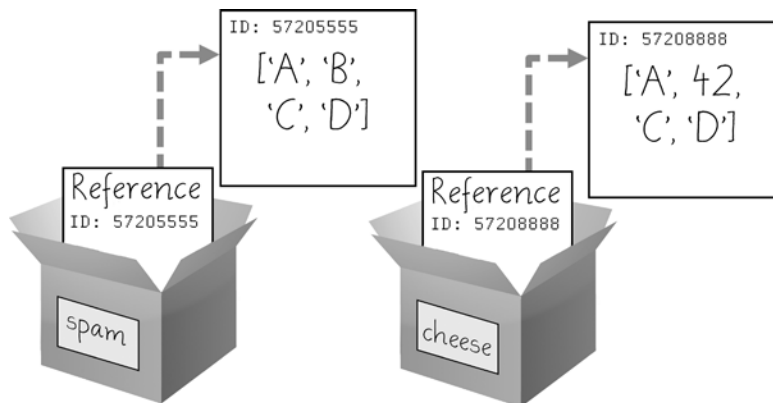 ID: 57205555
['A', 'B',
'C', 'D']
Reference
ID: 57205555
spam
ID: 57208888
['A', 42,
'C', 'D']
Reference
ID: 57208888
cheese